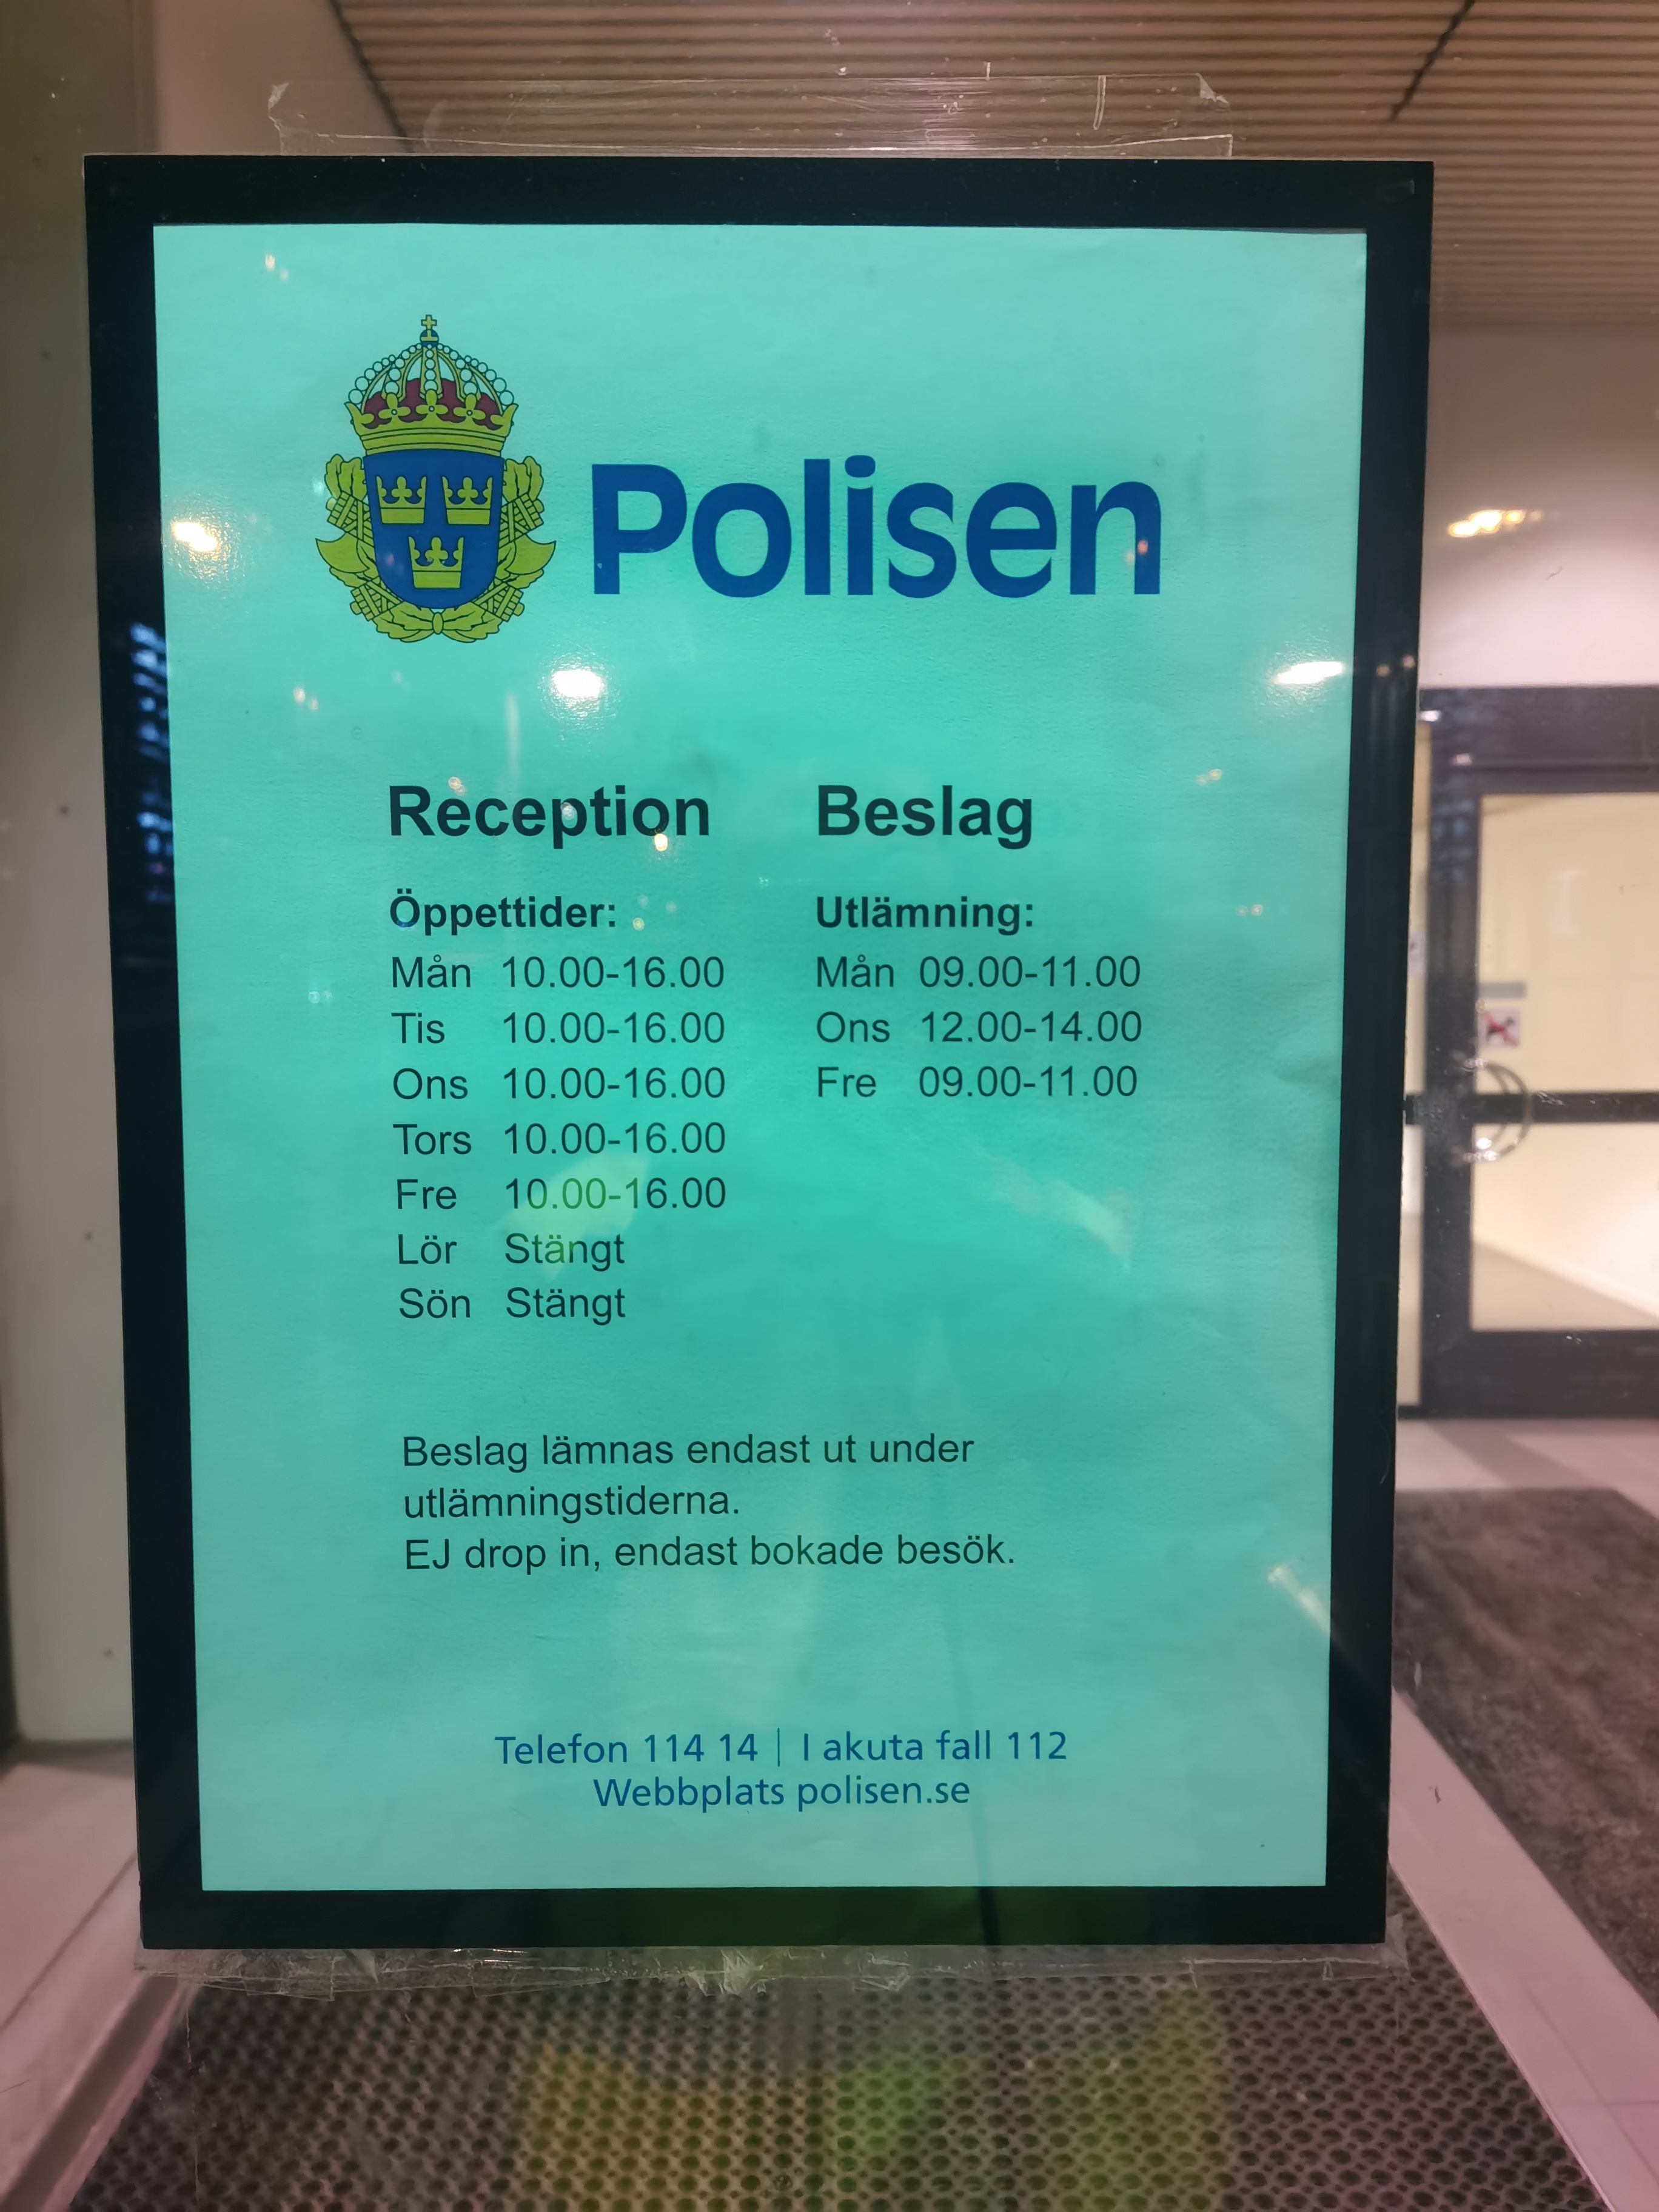 Polisen
Reception
Öppettider:
Mån 10.00-16.00
Tis 10.00-16.00
Ons 10.00-16.00
Tors 10.00-16.00
Fre 10.00-16.00
Lör Stängt
Sön Stängt
Beslag
Utlämning:
Mån 09.00-11.00
Ons 12.00-14.00
Fre 09.00-11.00
Beslag lämnas endast ut under
utlämningstiderna.
EJ drop in, endast bokade besök.
Telefon 114 14 | I akuta fall 112
Webbplats polisen.se